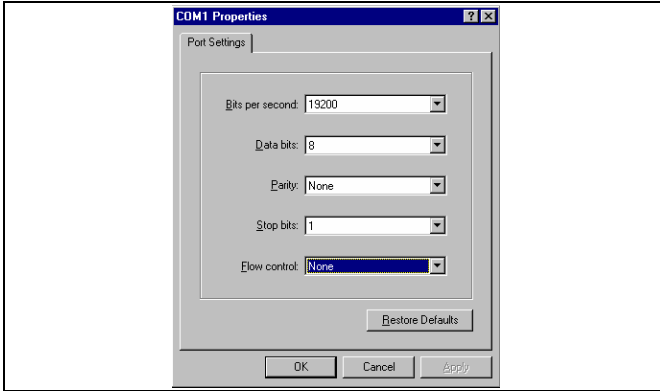 COM1 Properties
Port Settings
Bits per second: 19200
Data bits: 8
Parity: None
Stop bits: 1
Flow control: None
Restore Defaults
OK Cancel Apply